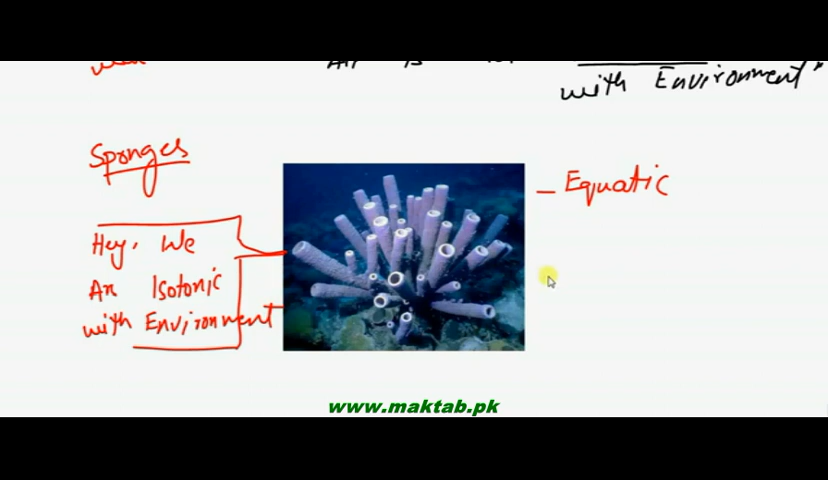 with Environment"
Sponges
- Equatic
Hey, We
Are Isotonic
with Environment
www.maktab.pk